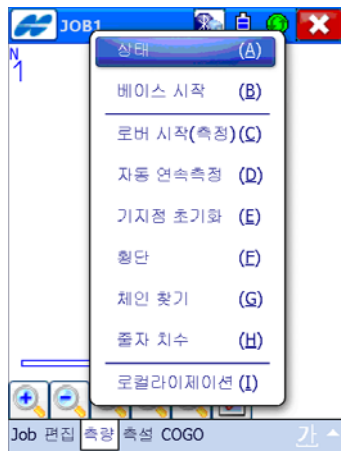 JOB1
N
상태 (A)
베이스 시작 (B)
로버 시작(측정)(C)
자동 연속측정 (D)
기지점 초기화 (E)
횡단 (F)
체인 찾기 (G)
줄자 치수 (H)
로컬라이제이션 (I)
Job 편집 측량 측설 COGO 가